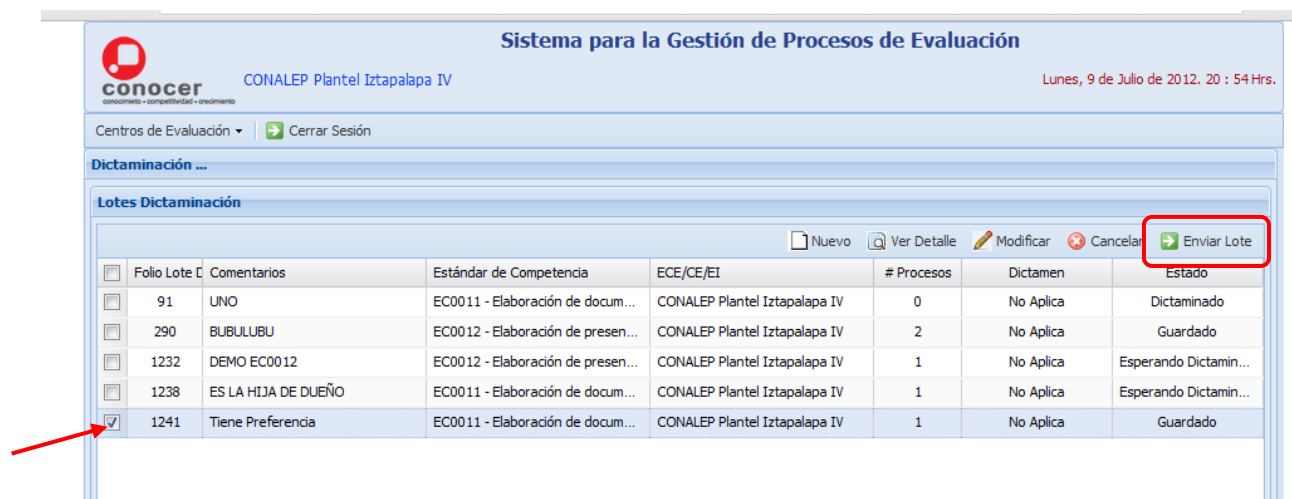 Sistema para la Gestión de Procesos de Evaluación
conocer
conocimiento - competitividad - crecimiento
CONALEP Plantel Iztapalapa IV
Lunes, 9 de Julio de 2012. 20 : 54 Hrs.
Centros de Evaluación Cerrar Sesión
Dictaminación ...
Lotes Dictaminación
Nuevo Ver Detalle Modificar Cancelar Enviar Lote
Folio Lote D Comentarios Estándar de Competencia ECE/CE/EI # Procesos Dictamen Estado
91 UNO EC0011 - Elaboración de docum... CONALEP Plantel Iztapalapa IV 0 No Aplica Dictaminado
290 BUBULUBU EC0012 - Elaboración de presen... CONALEP Plantel Iztapalapa IV 2 No Aplica Guardado
1232 DEMO EC0012 EC0012 - Elaboración de presen... CONALEP Plantel Iztapalapa IV 1 No Aplica Esperando Dictamin...
1238 ES LA HIJA DE DUEÑO EC0011 - Elaboración de docum... CONALEP Plantel Iztapalapa IV 1 No Aplica Esperando Dictamin...
1241 Tiene Preferencia EC0011 - Elaboración de docum... CONALEP Plantel Iztapalapa IV 1 No Aplica Guardado